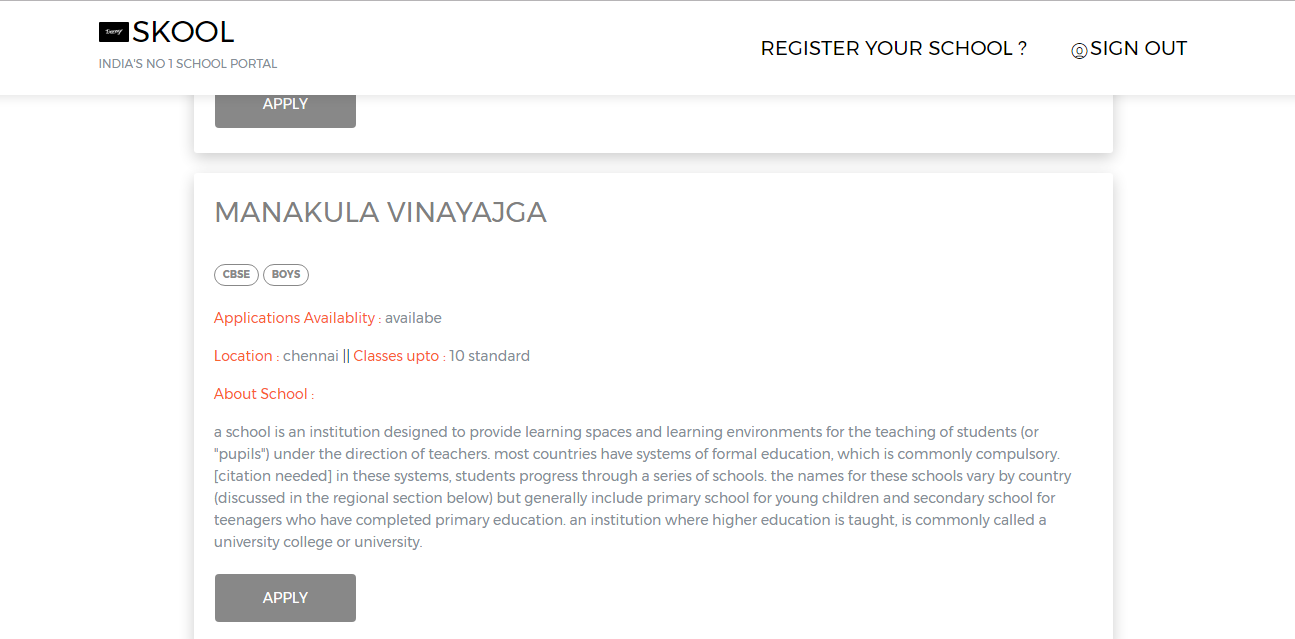 SKOOL
INDIA'S NO 1 SCHOOL PORTAL
REGISTER YOUR SCHOOL ?
SIGN OUT
APPLY
MANAKULA VINAYAJGA
CBSE BOYS
Applications Availablity : availabe
Location : chennai || Classes upto : 10 standard
About School :
a school is an institution designed to provide learning spaces and learning environments for the teaching of students (or
"pupils") under the direction of teachers. most countries have systems of formal education, which is commonly compulsory.
[citation needed] in these systems, students progress through a series of schools. the names for these schools vary by country
(discussed in the regional section below) but generally include primary school for young children and secondary school for
teenagers who have completed primary education. an institution where higher education is taught, is commonly called a
university college or university.
APPLY